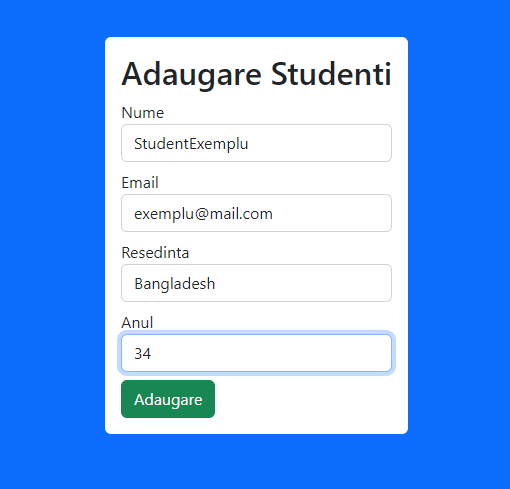 Adaugare Studenti
Nume
StudentExemplu
Email
exemplu@mail.com
Resedinta
Bangladesh
Anul
34
Adaugare